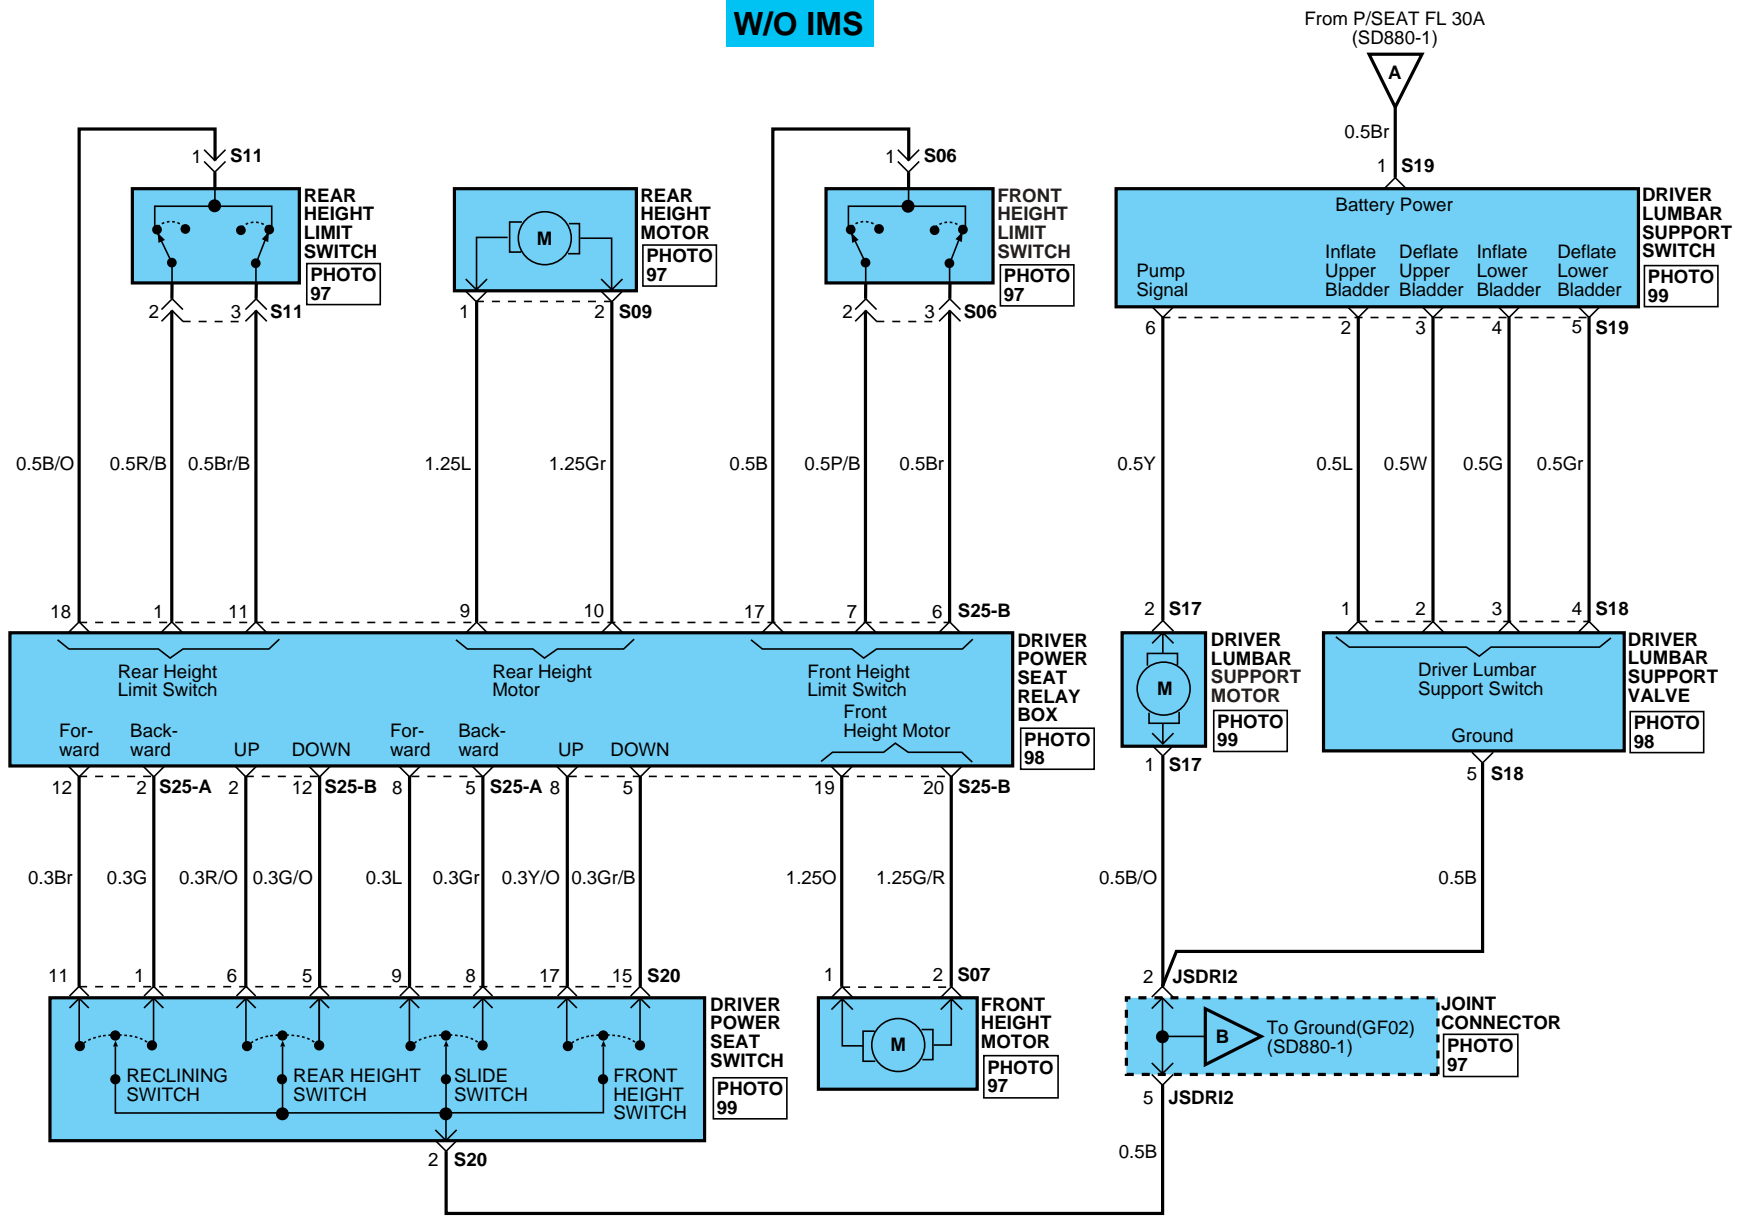 W/O IMS
From P/SEAT FL 30A
(SD880-1)
A
0.5Br
1 S19
1 S11
1 S06
REAR
HEIGHT
LIMIT
SWITCH
PHOTO
97
M
REAR
HEIGHT
MOTOR
PHOTO
97
FRONT
HEIGHT
LIMIT
SWITCH
PHOTO
97
Battery Power
Pump
Signal
Inflate
Upper
Bladder
Deflate
Upper
Bladder
Inflate
Lower
Bladder
Deflate
Lower
Bladder
DRIVER
LUMBAR
SUPPORT
SWITCH
PHOTO
99
2 3 S11
1 2 S09
2 3 S06
6 2 3 4 5 S19
0.5B/O 0.5R/B 0.5Br/B 1.25L 1.25Gr 0.5B 0.5P/B 0.5Br 0.5Y 0.5L 0.5W 0.5G 0.5Gr
18 1 11 9 10 17 7 6 S25-B
2 S17
1 2 3 4 S18
Rear Height
Limit Switch
Rear Height
Motor
Front Height
Limit Switch
Front
Height Motor
For-
ward
Back-
ward
UP DOWN
For-
ward
Back-
ward
UP DOWN
DRIVER
POWER
SEAT
RELAY
BOX
PHOTO
98
M
DRIVER
LUMBAR
SUPPORT
MOTOR
PHOTO
99
Driver Lumbar
Support Switch
Ground
DRIVER
LUMBAR
SUPPORT
VALVE
PHOTO
98
12 2 S25-A 2 12 S25-B 8 5 S25-A 8 5 19 20 S25-B
1 S17
5 S18
0.3Br 0.3G 0.3R/O 0.3G/O 0.3L 0.3Gr 0.3Y/O 0.3Gr/B 1.25O 1.25G/R 0.5B/O 0.5B
11 1 6 5 9 8 17 15 S20
1 2 S07
2 JSDRI2
RECLINING
SWITCH
REAR HEIGHT
SWITCH
SLIDE
SWITCH
FRONT
HEIGHT
SWITCH
DRIVER
POWER
SEAT
SWITCH
PHOTO
99
M
FRONT
HEIGHT
MOTOR
PHOTO
97
B
To Ground(GF02)
(SD880-1)
JOINT
CONNECTOR
PHOTO
97
5 JSDRI2
2 S20
0.5B